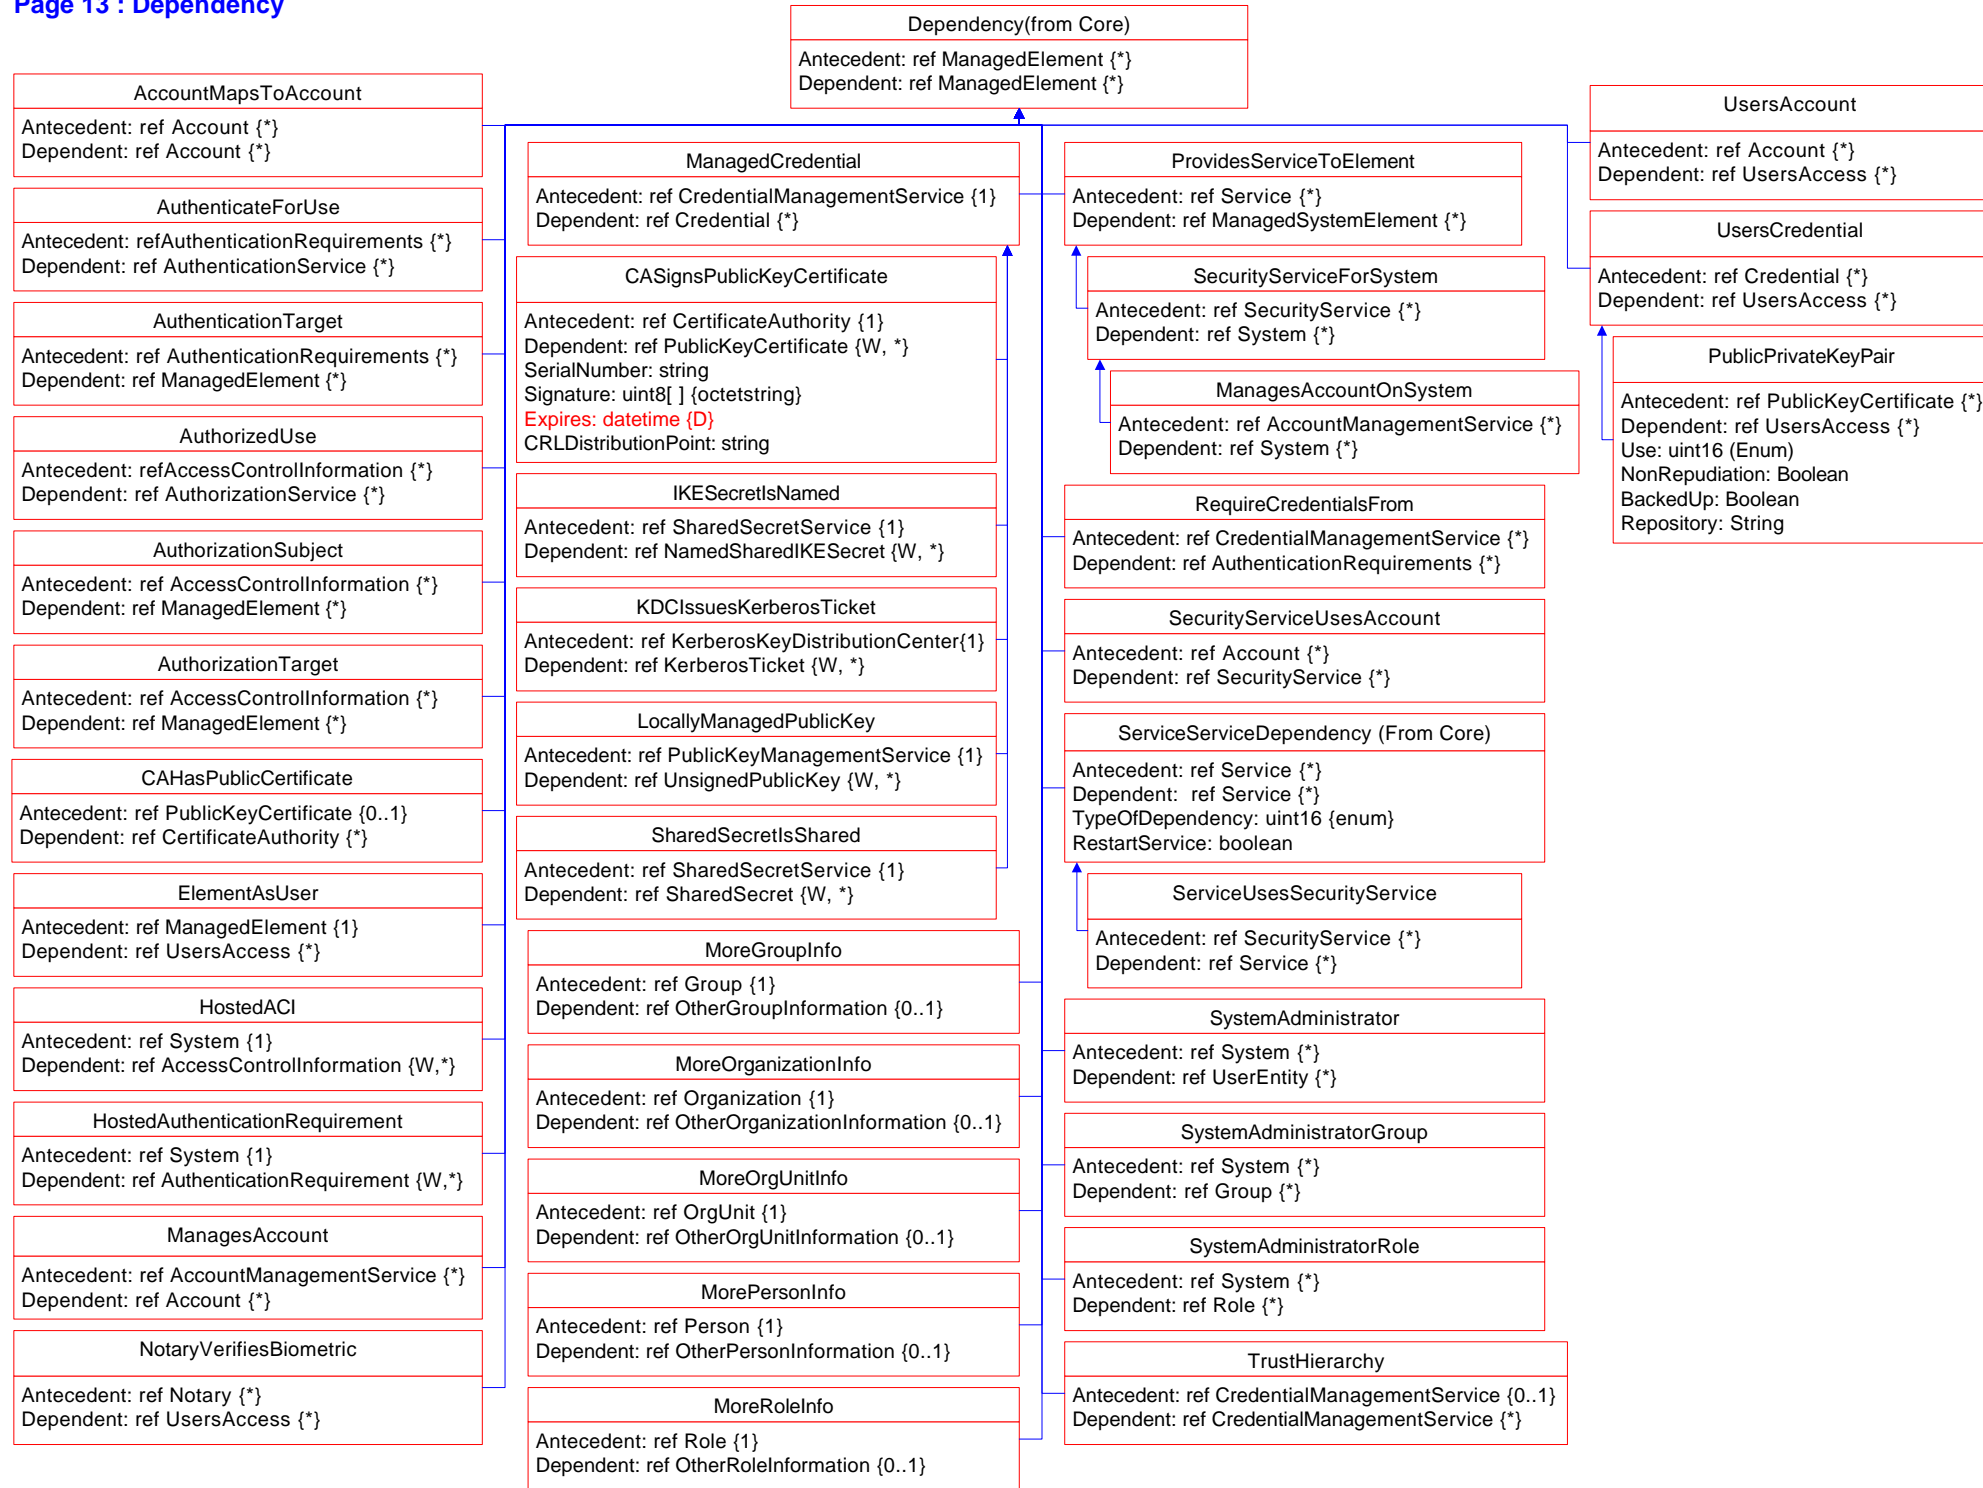 Page 13 : Dependency
Dependency(from Core)
Antecedent: ref ManagedElement {*}
Dependent: ref ManagedElement {*}
AccountMapsToAccount
Antecedent: ref Account {*}
Dependent: ref Account {*}
AuthenticateForUse
Antecedent: refAuthenticationRequirements {*}
Dependent: ref AuthenticationService {*}
AuthenticationTarget
Antecedent: ref AuthenticationRequirements {*}
Dependent: ref ManagedElement {*}
AuthorizedUse
Antecedent: refAccessControlInformation {*}
Dependent: ref AuthorizationService {*}
AuthorizationSubject
Antecedent: ref AccessControlInformation {*}
Dependent: ref ManagedElement {*}
AuthorizationTarget
Antecedent: ref AccessControlInformation {*}
Dependent: ref ManagedElement {*}
CAHasPublicCertificate
Antecedent: ref PublicKeyCertificate {0..1}
Dependent: ref CertificateAuthority {*}
ElementAsUser
Antecedent: ref ManagedElement {1}
Dependent: ref UsersAccess {*}
HostedACI
Antecedent: ref System {1}
Dependent: ref AccessControlInformation {W,*}
HostedAuthenticationRequirement
Antecedent: ref System {1}
Dependent: ref AuthenticationRequirement {W,*}
ManagesAccount
Antecedent: ref AccountManagementService {*}
Dependent: ref Account {*}
NotaryVerifiesBiometric
Antecedent: ref Notary {*}
Dependent: ref UsersAccess {*}
ManagedCredential
Antecedent: ref CredentialManagementService {1}
Dependent: ref Credential {*}
CASignsPublicKeyCertificate
Antecedent: ref CertificateAuthority {1}
Dependent: ref PublicKeyCertificate {W, *}
SerialNumber: string
Signature: uint8[ ] {octetstring}
Expires: datetime {D}
CRLDistributionPoint: string
IKESecretIsNamed
Antecedent: ref SharedSecretService {1}
Dependent: ref NamedSharedIKESecret {W, *}
KDCIssuesKerberosTicket
Antecedent: ref KerberosKeyDistributionCenter{1}
Dependent: ref KerberosTicket {W, *}
LocallyManagedPublicKey
Antecedent: ref PublicKeyManagementService {1}
Dependent: ref UnsignedPublicKey {W, *}
SharedSecretIsShared
Antecedent: ref SharedSecretService {1}
Dependent: ref SharedSecret {W, *}
MoreGroupInfo
Antecedent: ref Group {1}
Dependent: ref OtherGroupInformation {0..1}
MoreOrganizationInfo
Antecedent: ref Organization {1}
Dependent: ref OtherOrganizationInformation {0..1}
MoreOrgUnitInfo
Antecedent: ref OrgUnit {1}
Dependent: ref OtherOrgUnitInformation {0..1}
MorePersonInfo
Antecedent: ref Person {1}
Dependent: ref OtherPersonInformation {0..1}
MoreRoleInfo
Antecedent: ref Role {1}
Dependent: ref OtherRoleInformation {0..1}
ProvidesServiceToElement
Antecedent: ref Service {*}
Dependent: ref ManagedSystemElement {*}
SecurityServiceForSystem
Antecedent: ref SecurityService {*}
Dependent: ref System {*}
ManagesAccountOnSystem
Antecedent: ref AccountManagementService {*}
Dependent: ref System {*}
RequireCredentialsFrom
Antecedent: ref CredentialManagementService {*}
Dependent: ref AuthenticationRequirements {*}
SecurityServiceUsesAccount
Antecedent: ref Account {*}
Dependent: ref SecurityService {*}
ServiceServiceDependency (From Core)
Antecedent: ref Service {*}
Dependent: ref Service {*}
TypeOfDependency: uint16 {enum}
RestartService: boolean
ServiceUsesSecurityService
Antecedent: ref SecurityService {*}
Dependent: ref Service {*}
SystemAdministrator
Antecedent: ref System {*}
Dependent: ref UserEntity {*}
SystemAdministratorGroup
Antecedent: ref System {*}
Dependent: ref Group {*}
SystemAdministratorRole
Antecedent: ref System {*}
Dependent: ref Role {*}
TrustHierarchy
Antecedent: ref CredentialManagementService {0..1}
Dependent: ref CredentialManagementService {*}
UsersAccount
Antecedent: ref Account {*}
Dependent: ref UsersAccess {*}
UsersCredential
Antecedent: ref Credential {*}
Dependent: ref UsersAccess {*}
PublicPrivateKeyPair
Antecedent: ref PublicKeyCertificate {*}
Dependent: ref UsersAccess {*}
Use: uint16 (Enum)
NonRepudiation: Boolean
BackedUp: Boolean
Repository: String